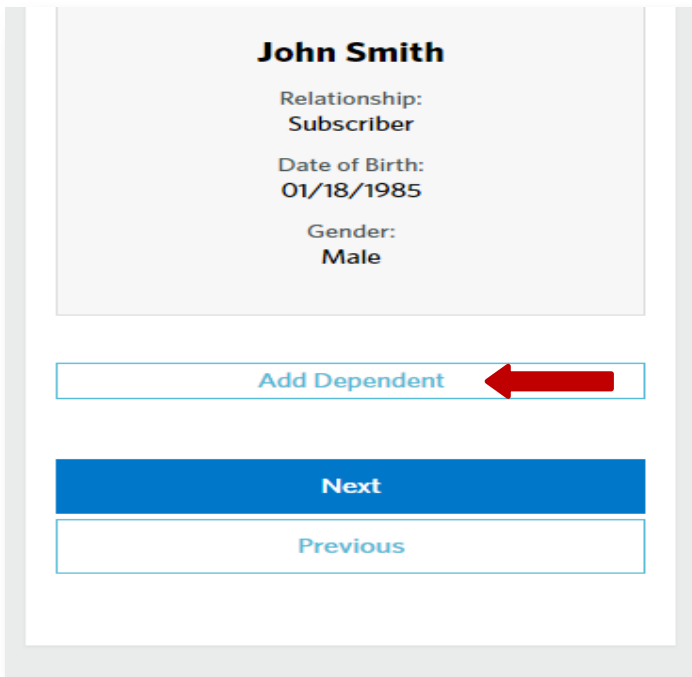 John Smith
Relationship:
Subscriber
Date of Birth:
01/18/1985
Gender:
Male
Add Dependent
Next
Previous